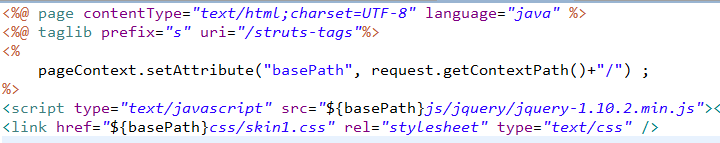 <%@ page contentType="text/html;charset=UTF-8" language="java" %>
<%@ taglib prefix="s" uri="/struts-tags"%>
<%
pageContext.setAttribute("basePath", request.getContextPath()+"/") ;
%>
<script type="text/javascript" src="${basePath}js/jquery/jquery-1.10.2.min.js"><
<link href="${basePath}css/skin1.css" rel="stylesheet" type="text/css" />